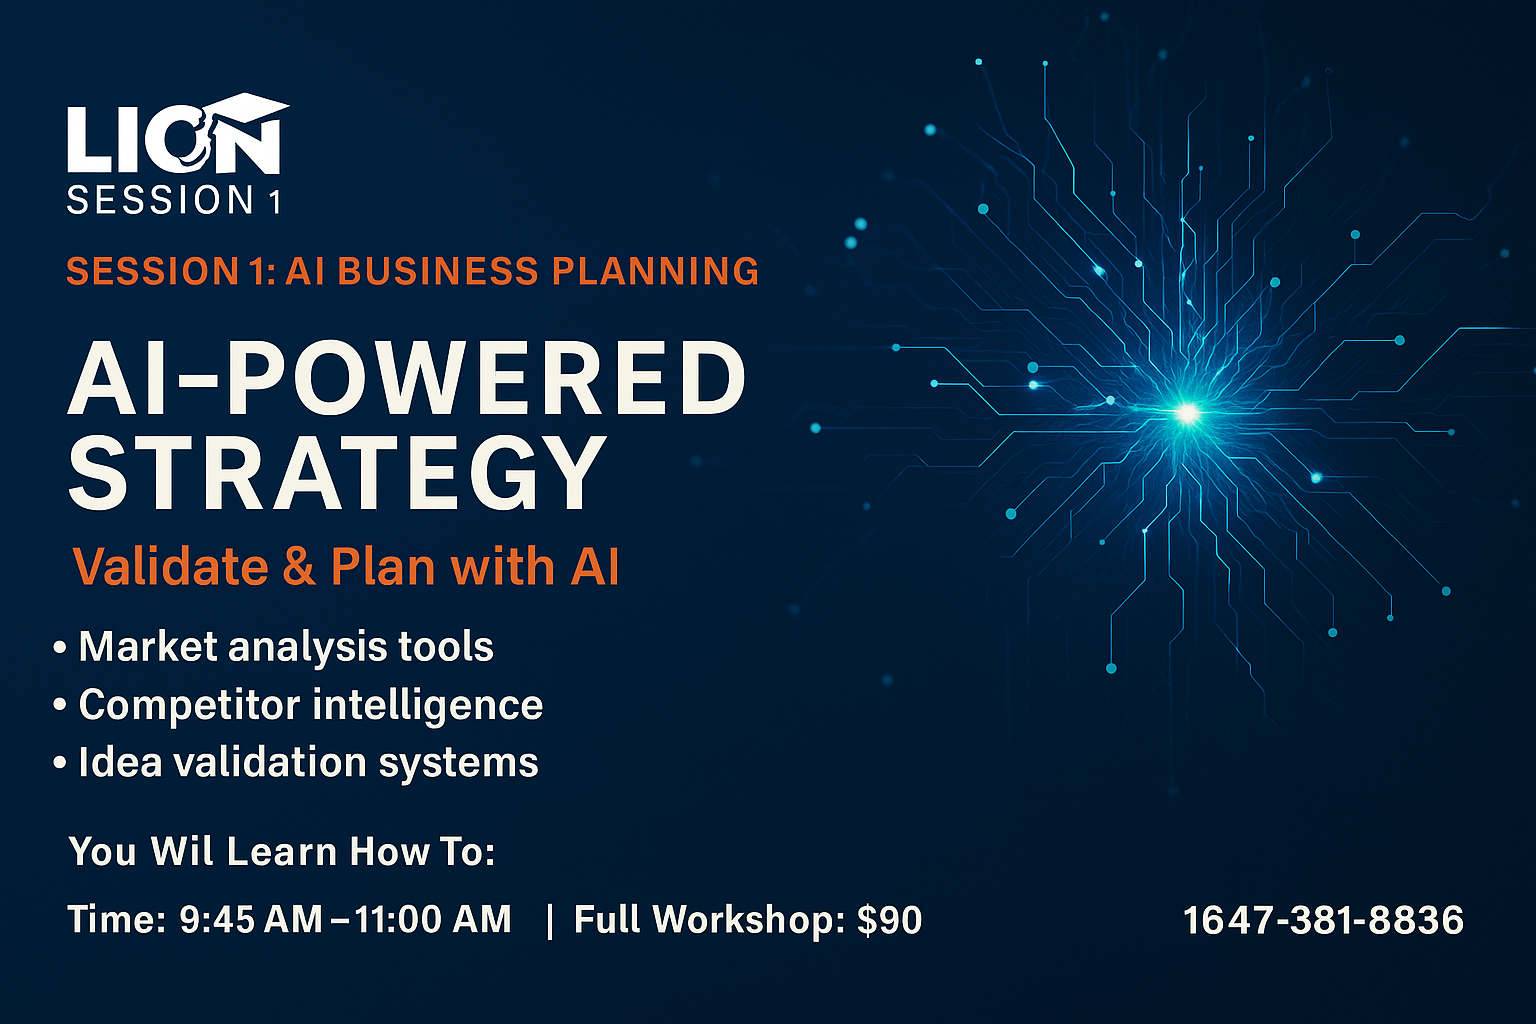 LION
SESSION 1
SESSION 1: AI BUSINESS PLANNING
AI-POWERED
STRATEGY
Validate & Plan with AI
• Market analysis tools
• Competitor intelligence
• Idea validation systems
You Wil Learn How To:
Time: 9:45 AM – 11:00 AM | Full Workshop: $90
1647-381-8836